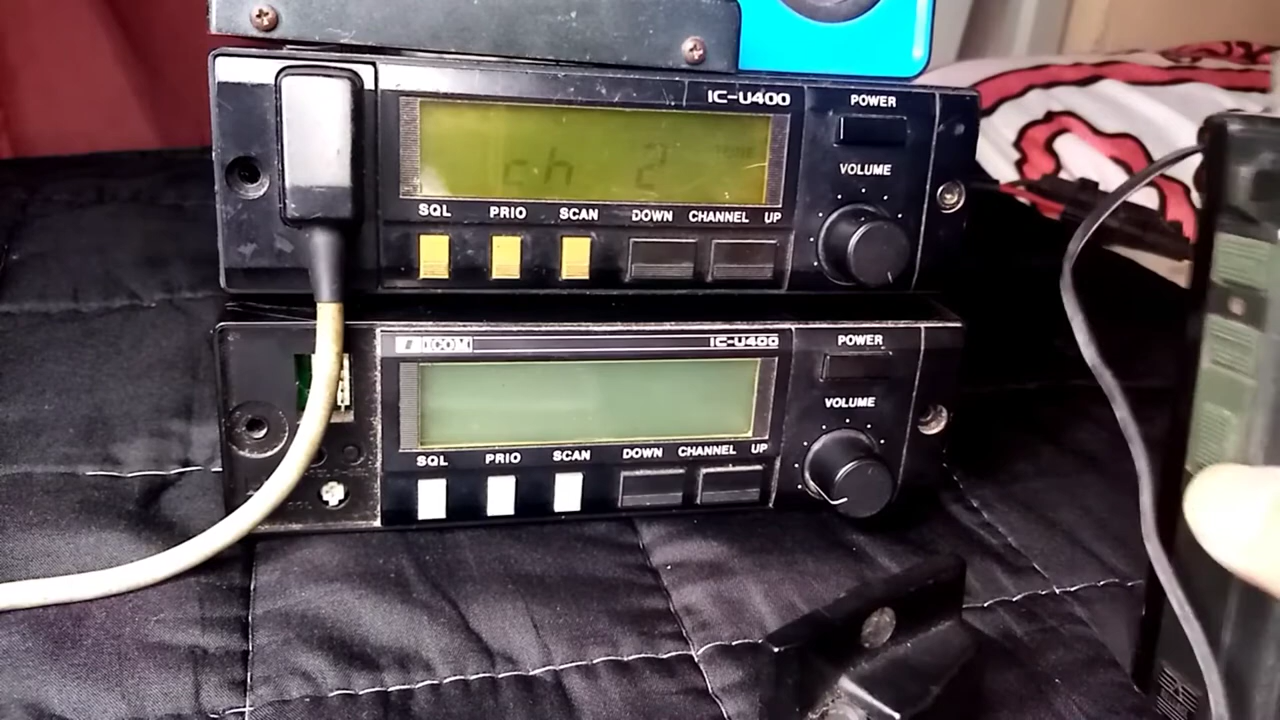 IC-U400
POWER
ch 2 TONE
VOLUME
SQL PRIO SCAN DOWN CHANNEL UP
ICOM IC-U400
POWER
VOLUME
SQL PRIO SCAN DOWN CHANNEL UP